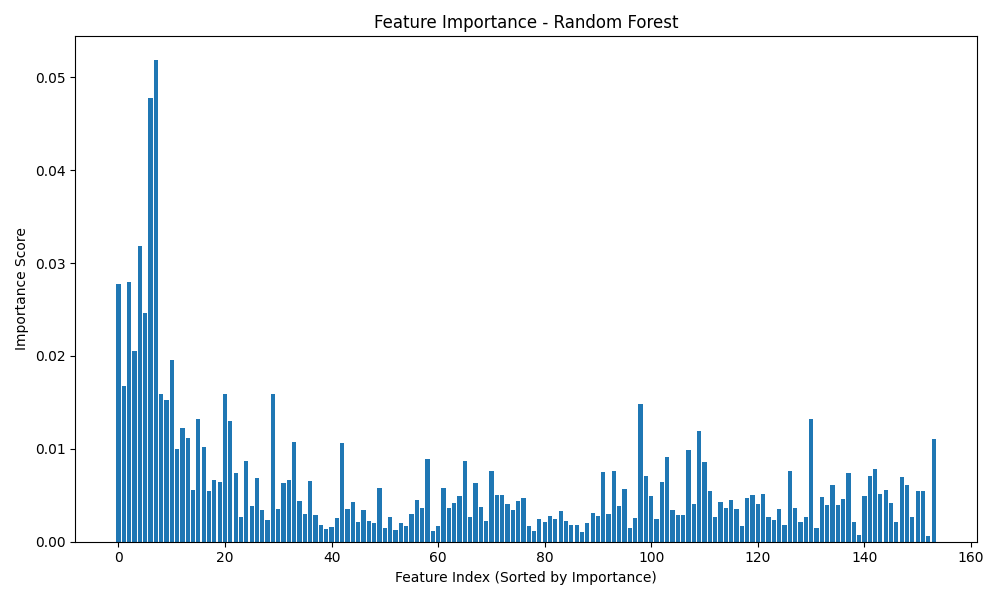 Feature Importance - Random Forest
Importance Score
0.05
0.04
0.03
0.02
0.01
0.00
0 20 40 60 80 100 120 140 160
Feature Index (Sorted by Importance)